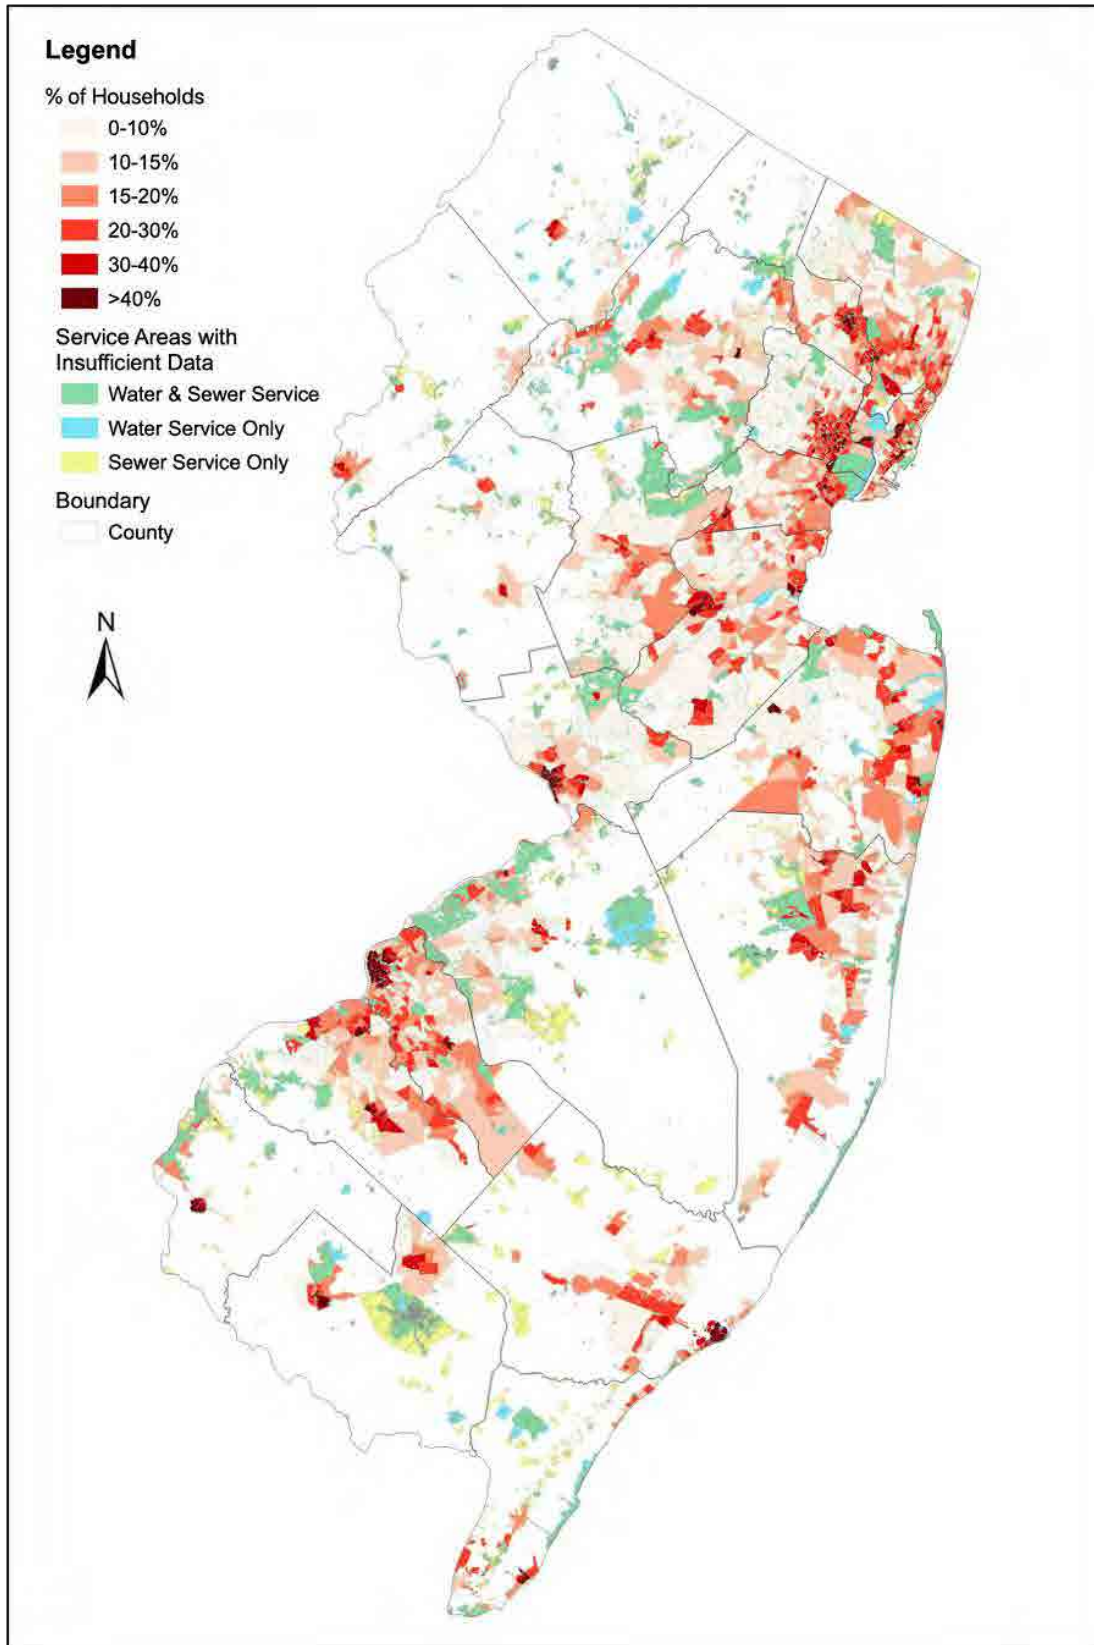 Legend
% of Households
0-10%
10-15%
15-20%
20-30%
30-40%
>40%
Service Areas with
Insufficient Data
Water & Sewer Service
Water Service Only
Sewer Service Only
Boundary
County
N